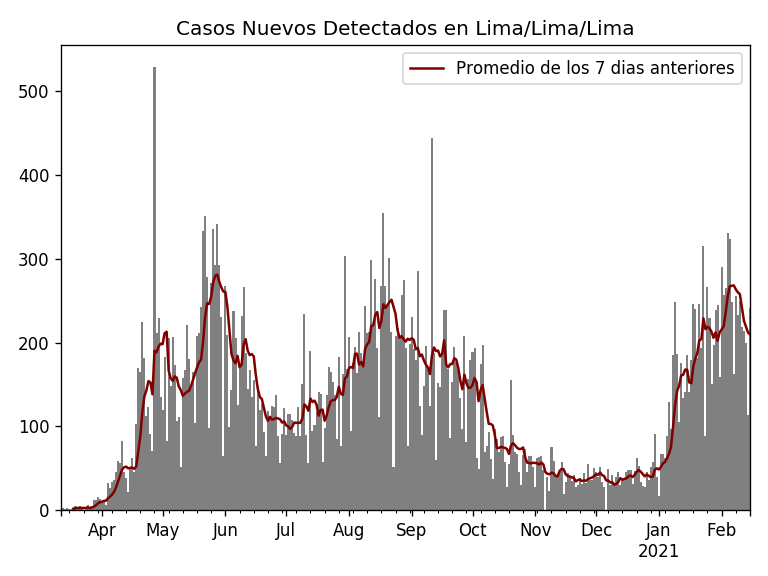 Casos Nuevos Detectados en Lima/Lima/Lima
Promedio de los 7 dias anteriores
500
400
300
200
100
0
Apr May Jun Jul Aug Sep Oct Nov Dec Jan Feb
2021